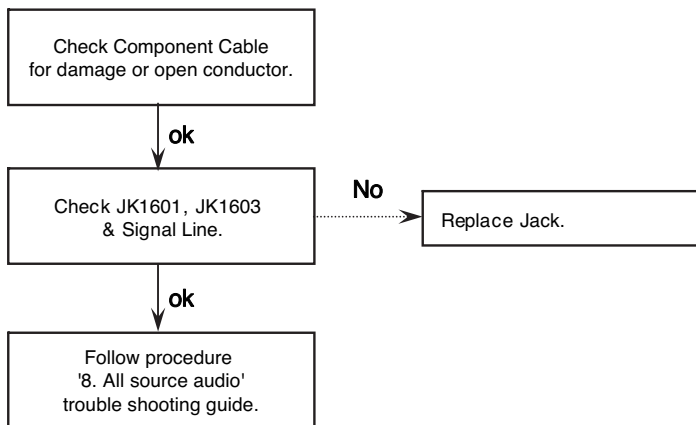 Check Component Cable
for damage or open conductor.
ok
Check JK1601, JK1603
& Signal Line.
No
Replace Jack.
ok
Follow procedure
'8. All source audio'
trouble shooting guide.